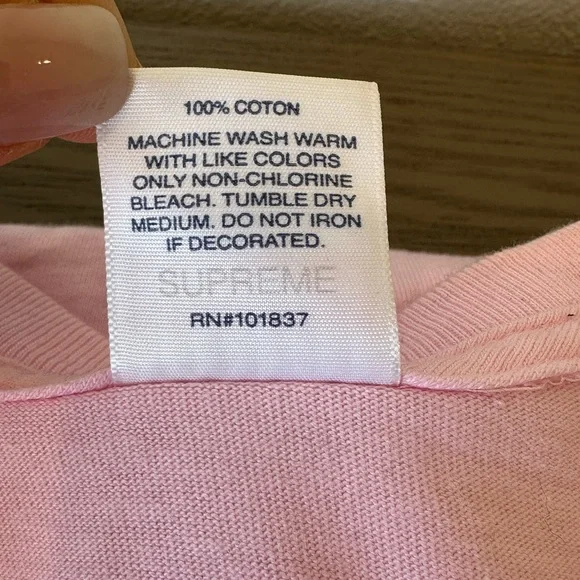 100% COTON
MACHINE WASH WARM
WITH LIKE COLORS
ONLY NON-CHLORINE
BLEACH. TUMBLE DRY
MEDIUM. DO NOT IRON
IF DECORATED.
SUPREME
RN#101837